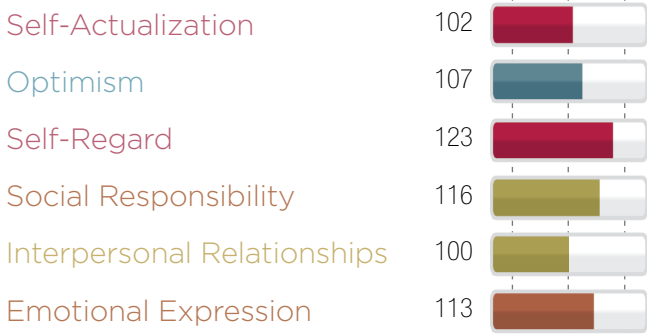 Self-Actualization 102
Optimism 107
Self-Regard 123
Social Responsibility 116
Interpersonal Relationships 100
Emotional Expression 113